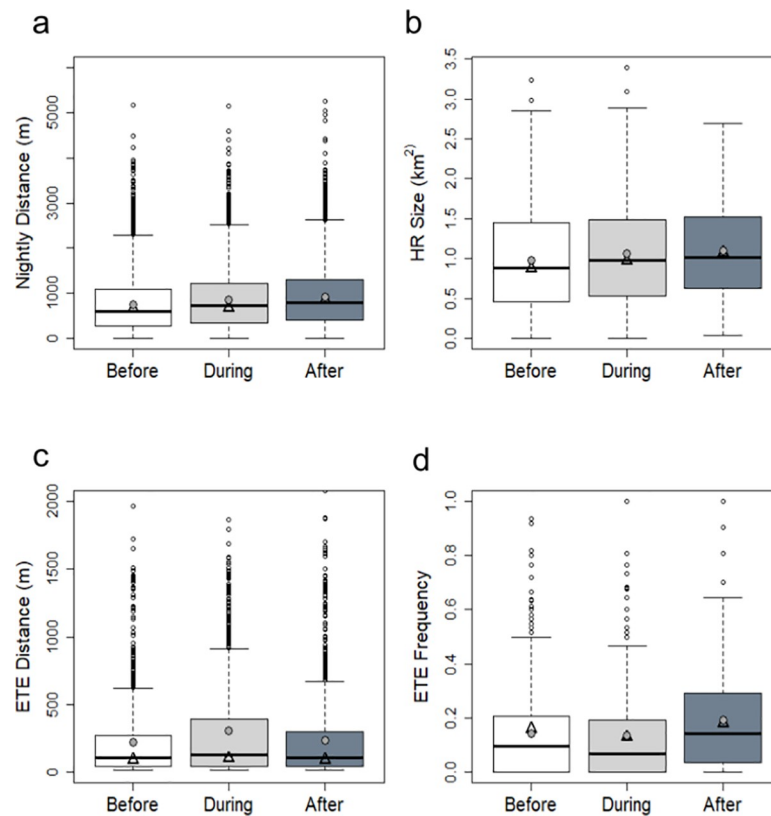 a
Nightly Distance (m)
5000
3000
1000
0
Before During After
b
HR Size (km²)
3.5
3.0
2.5
2.0
1.5
1.0
0.5
0.0
Before During After
c
ETE Distance (m)
2000
1500
1000
500
0
Before During After
d
ETE Frequency
1.0
0.8
0.6
0.4
0.2
0.0
Before During After